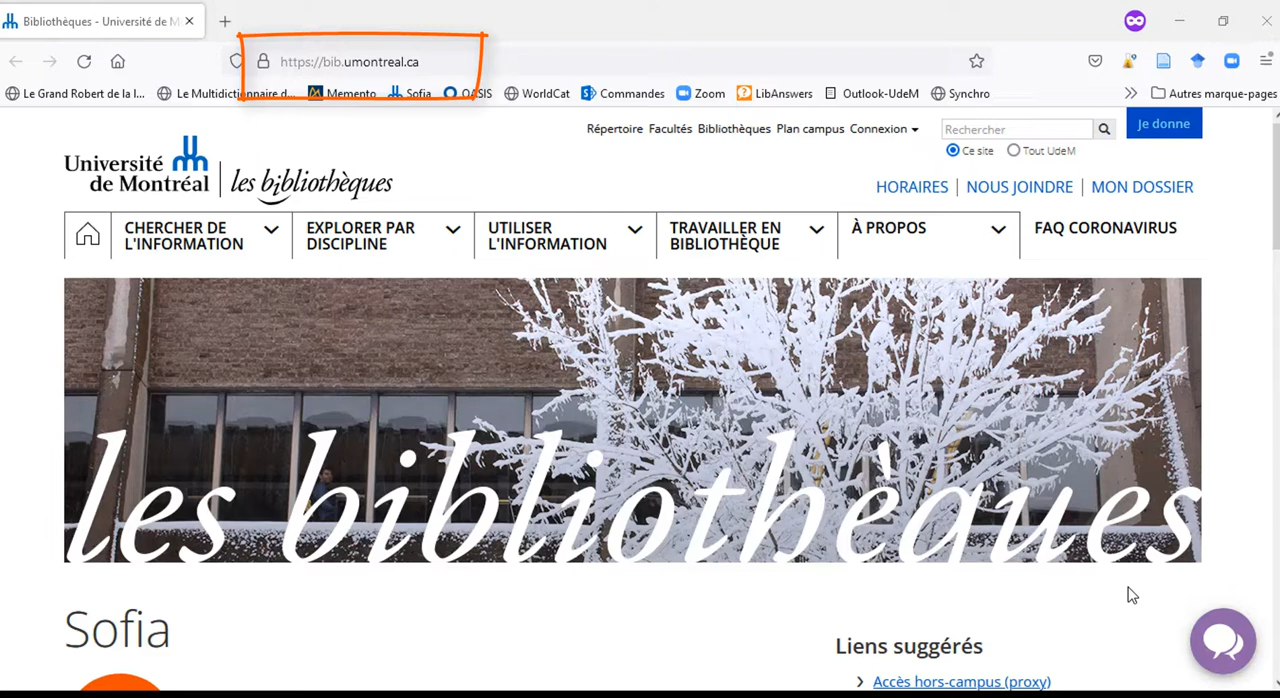 Bibliothèques - Université de M
https://bib.umontreal.ca
Le Grand Robert de la l...
Le Multidictionnaire d...
Memento
Sofia
OASIS
WorldCat
Commandes
Zoom
LibAnswers
Outlook-UdeM
Synchro
Autres marque-pages
Répertoire Facultés Bibliothèques Plan campus Connexion
Rechercher
Je donne
Ce site Tout UdeM
Université
de Montréal
les bibliothèques
HORAIRES | NOUS JOINDRE | MON DOSSIER
CHERCHER DE
L'INFORMATION
EXPLORER PAR
DISCIPLINE
UTILISER
L'INFORMATION
TRAVAILLER EN
BIBLIOTHÈQUE
À PROPOS
FAQ CORONAVIRUS
les bibliothèques
Sofia
Liens suggérés
Accès hors-campus (proxy)